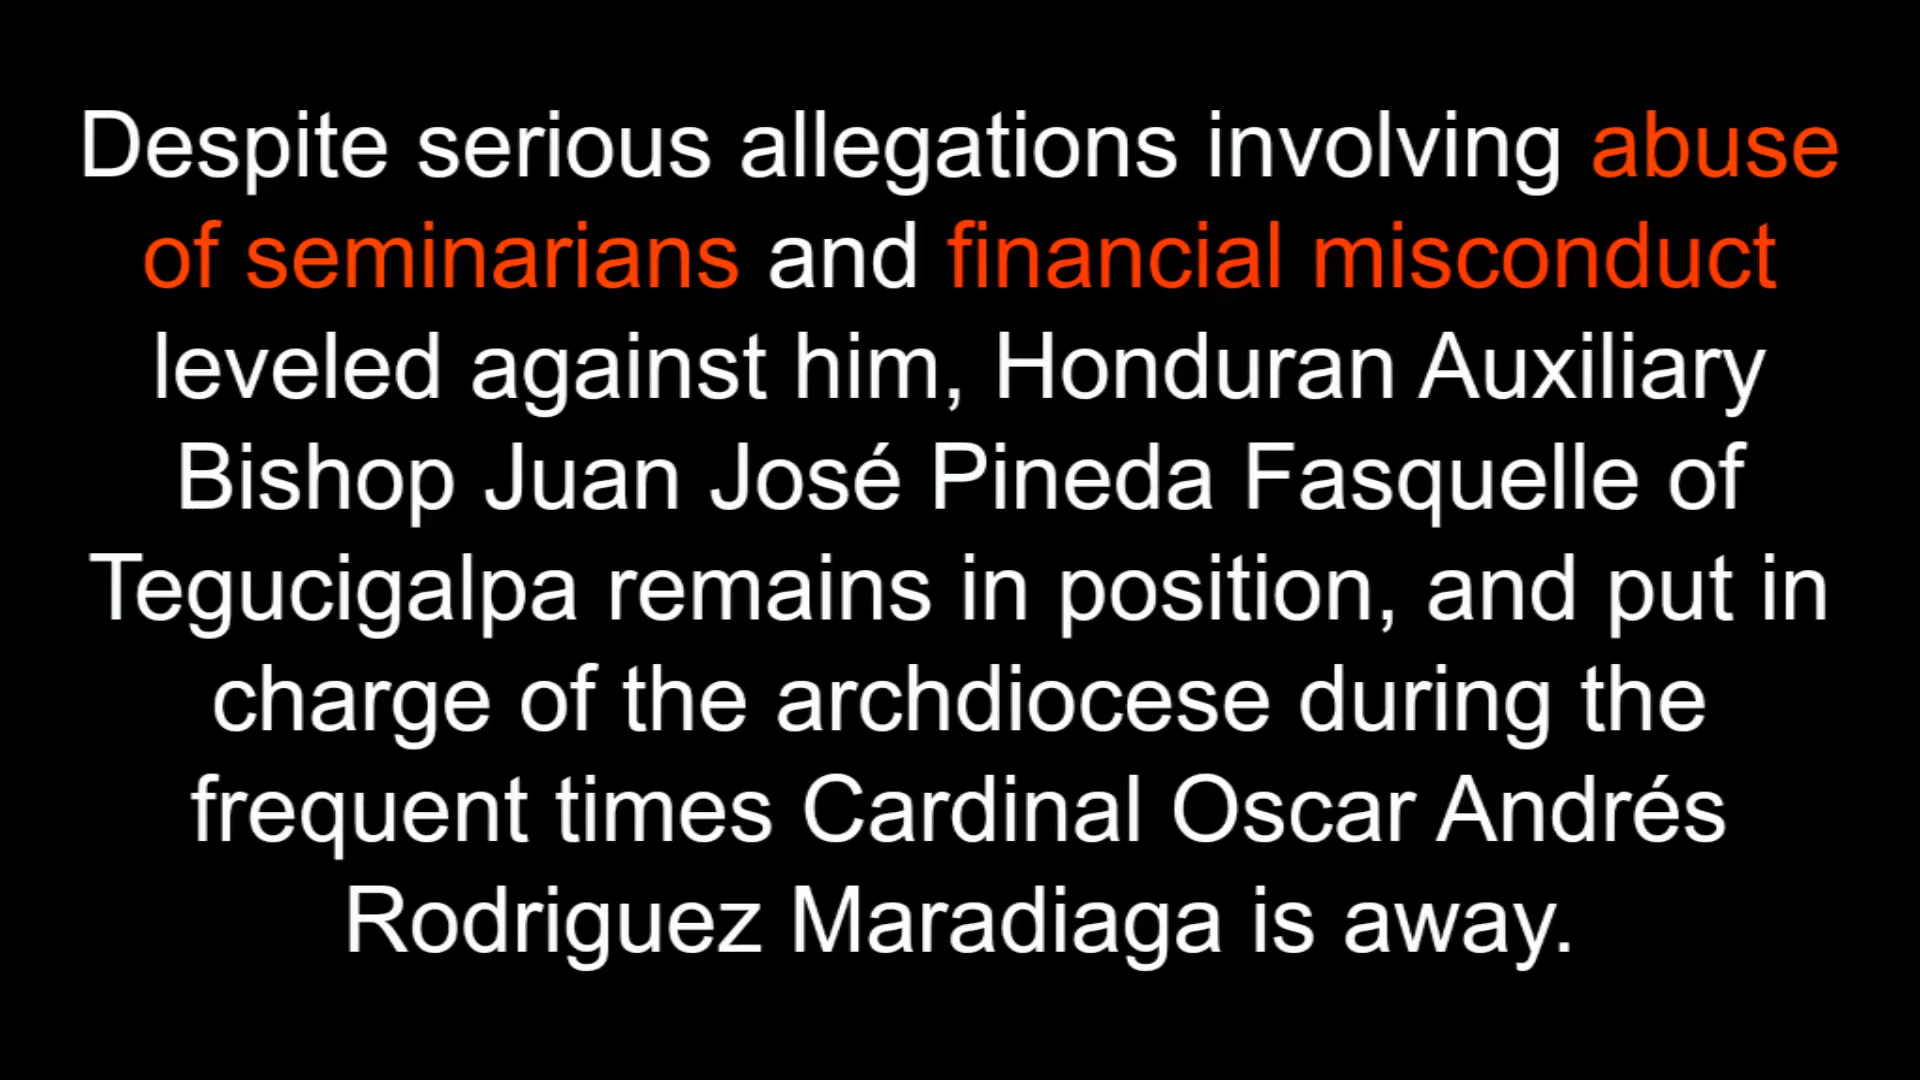 Despite serious allegations involving abuse
of seminarians and financial misconduct
leveled against him, Honduran Auxiliary
Bishop Juan José Pineda Fasquelle of
Tegucigalpa remains in position, and put in
charge of the archdiocese during the
frequent times Cardinal Oscar Andrés
Rodriguez Maradiaga is away.